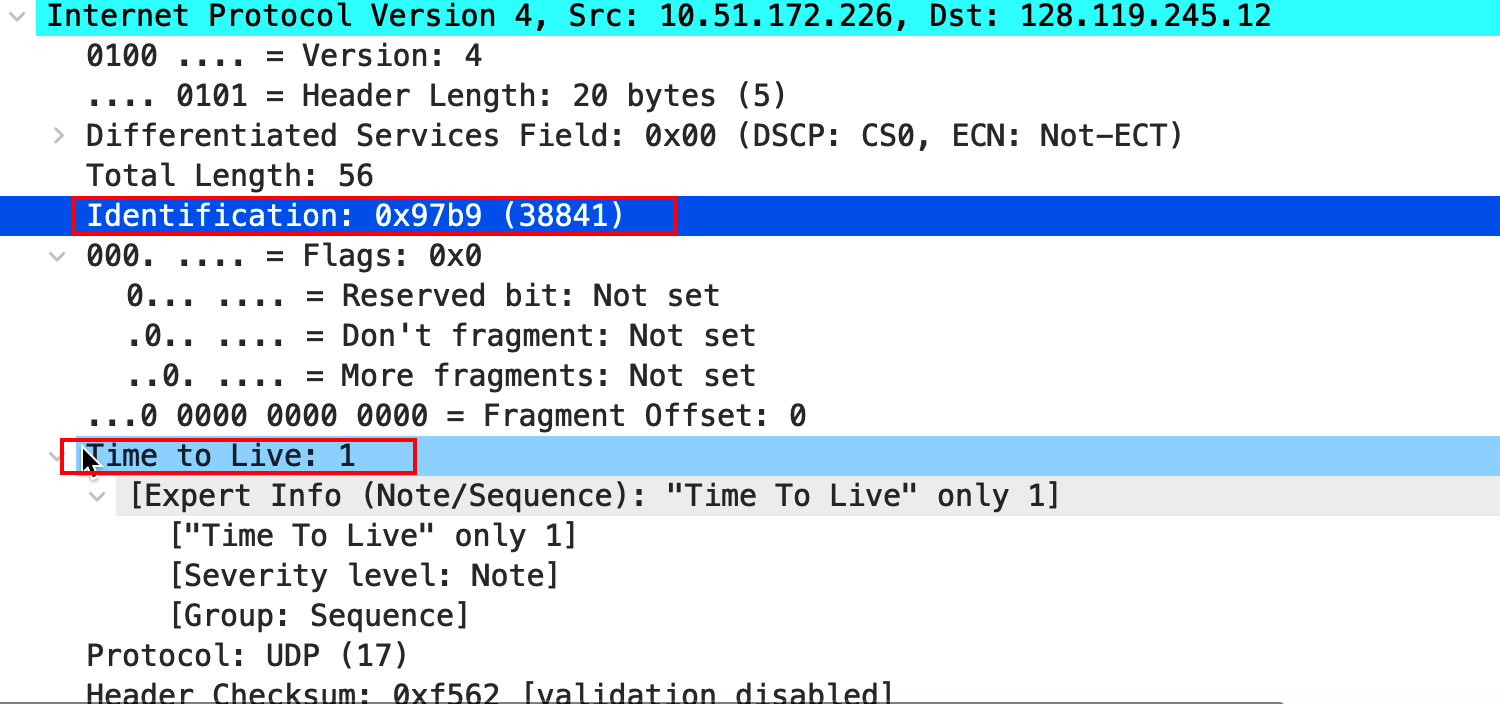 Internet Protocol Version 4, Src: 10.51.172.226, Dst: 128.119.245.12
0100 .... = Version: 4
.... 0101 = Header Length: 20 bytes (5)
Differentiated Services Field: 0x00 (DSCP: CS0, ECN: Not-ECT)
Total Length: 56
Identification: 0x97b9 (38841)
000. .... = Flags: 0x0
0... .... = Reserved bit: Not set
.0.. .... = Don't fragment: Not set
..0. .... = More fragments: Not set
...0 0000 0000 0000 = Fragment Offset: 0
Time to Live: 1
[Expert Info (Note/Sequence): "Time To Live" only 1]
["Time To Live" only 1]
[Severity level: Note]
[Group: Sequence]
Protocol: UDP (17)
Header Checksum: 0xf562 [validation disabled]